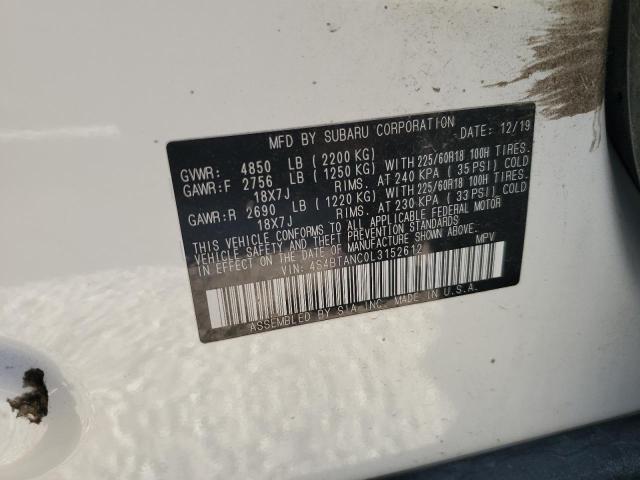 MFD BY SUBARU CORPORATION DATE: 12/19
GVWR: 4850 LB (2200 KG)
GAWR:F 2756 LB (1250 KG) WITH 225/60R18 100H TIRES.
18X7J RIMS. AT 240 KPA (35 PSI) COLD
GAWR:R 2690 LB (1220 KG) WITH 225/60R18 100H TIRES.
18X7J RIMS. AT 230 KPA (33 PSI) COLD
THIS VEHICLE CONFORMS TO ALL APPLICABLE FEDERAL MOTOR
VEHICLE SAFETY AND THEFT PREVENTION STANDARDS
IN EFFECT ON THE DATE OF MANUFACTURE SHOWN ABOVE.
VIN: 4S4BTANC0L3152612 MPV
ASSEMBLED BY S I A INC. MADE IN U.S.A.